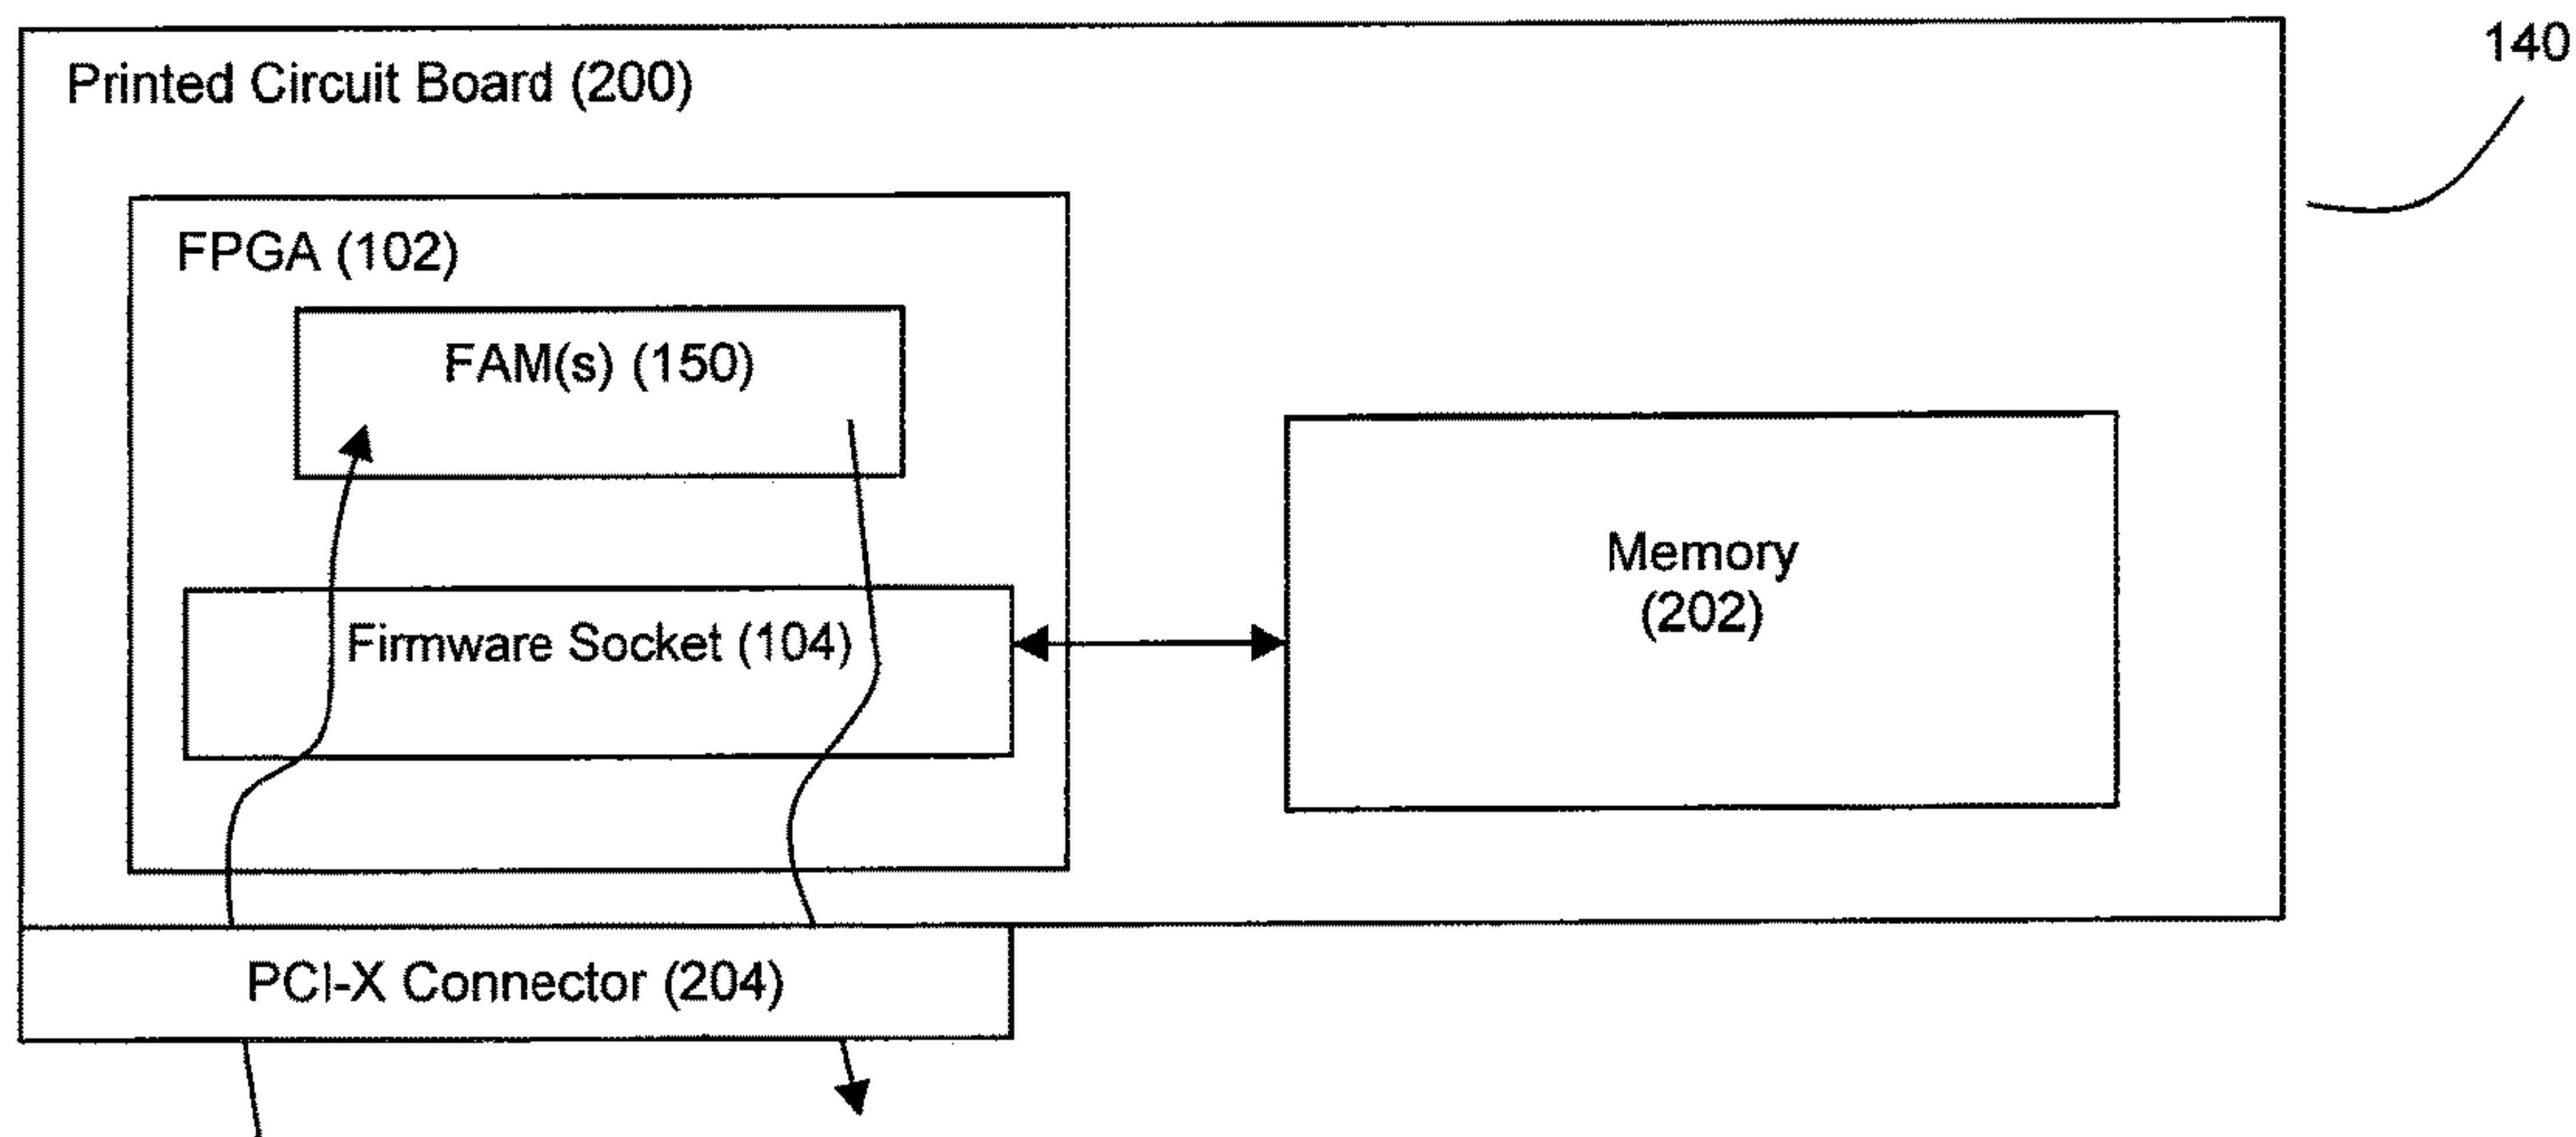 140
Printed Circuit Board (200)
FPGA (102)
FAM(s) (150)
Firmware Socket (104)
Memory
(202)
PCI-X Connector (204)